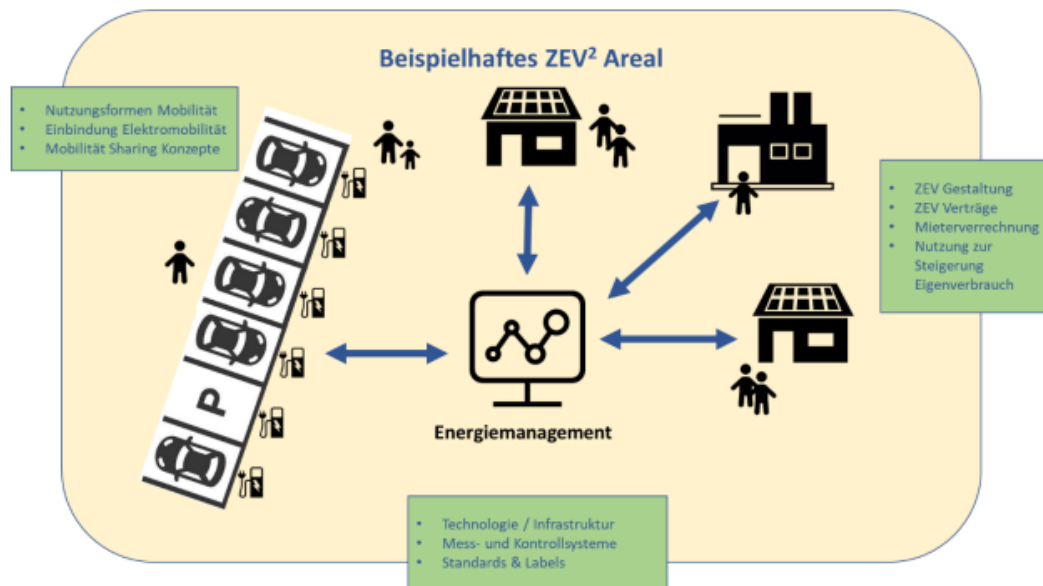 Beispielhaftes ZEV² Areal
• Nutzungsformen Mobilität
• Einbindung Elektromobilität
• Mobilität Sharing Konzepte
• ZEV Gestaltung
• ZEV Verträge
• Mieterverrechnung
• Nutzung zur
Steigerung
Eigenverbrauch
P
Energiemanagement
• Technologie / Infrastruktur
• Mess- und Kontrollsysteme
• Standards & Labels